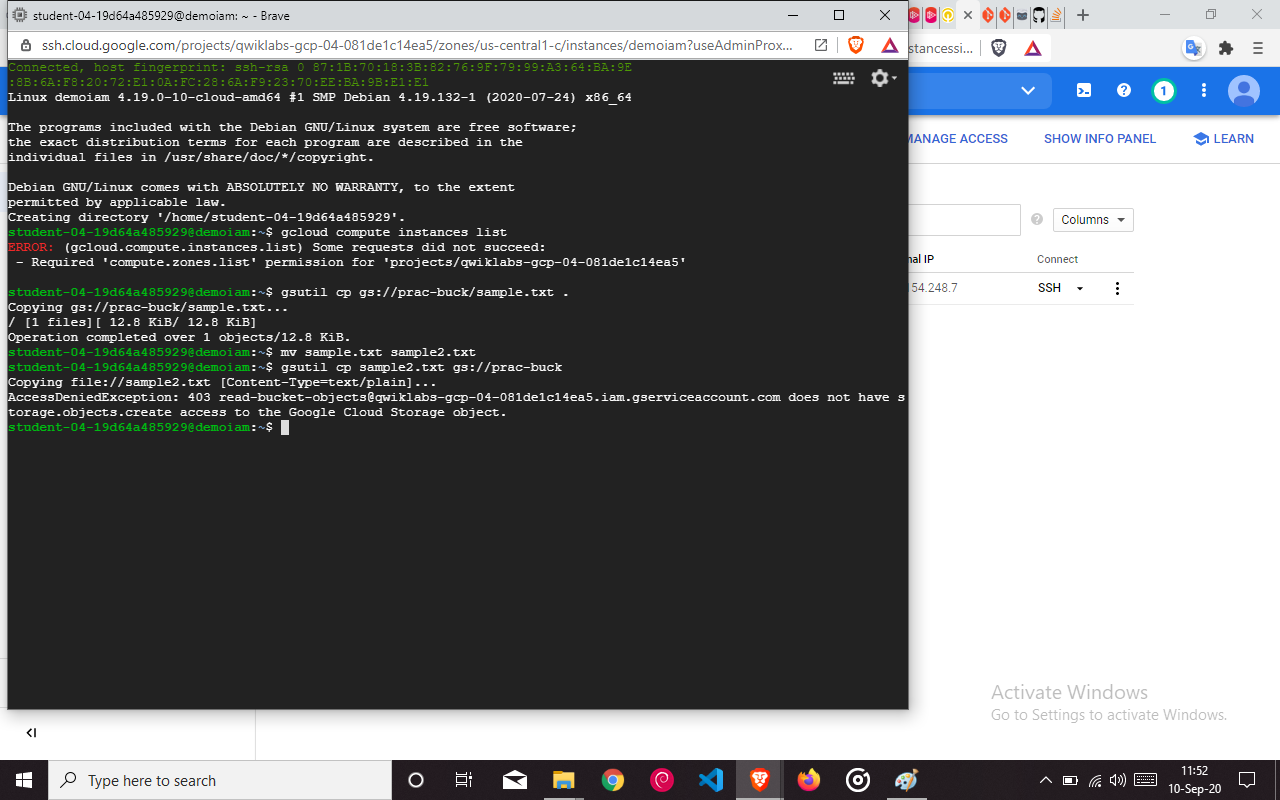 student-04-19d64a485929@demoiam: ~ - Brave
ssh.cloud.google.com/projects/qwiklabs-gcp-04-081de1c14ea5/zones/us-central1-c/instances/demoiam?useAdminProx...
stancessi...
Connected, host fingerprint: ssh-rsa 0 87:1B:70:18:3B:82:76:9F:79:99:A3:64:BA:9E
:8B:6A:F8:20:72:E1:0A:FC:28:6A:F9:23:70:EE:BA:9B:E1:E1
Linux demoiam 4.19.0-10-cloud-amd64 #1 SMP Debian 4.19.132-1 (2020-07-24) x86_64
The programs included with the Debian GNU/Linux system are free software;
the exact distribution terms for each program are described in the
individual files in /usr/share/doc/*/copyright.
Debian GNU/Linux comes with ABSOLUTELY NO WARRANTY, to the extent
permitted by applicable law.
Creating directory '/home/student-04-19d64a485929'.
student-04-19d64a485929@demoiam:~$ gcloud compute instances list
ERROR: (gcloud.compute.instances.list) Some requests did not succeed:
 - Required 'compute.zones.list' permission for 'projects/qwiklabs-gcp-04-081de1c14ea5'
student-04-19d64a485929@demoiam:~$ gsutil cp gs://prac-buck/sample.txt .
Copying gs://prac-buck/sample.txt...
/ [1 files][ 12.8 KiB/ 12.8 KiB]
Operation completed over 1 objects/12.8 KiB.
student-04-19d64a485929@demoiam:~$ mv sample.txt sample2.txt
student-04-19d64a485929@demoiam:~$ gsutil cp sample2.txt gs://prac-buck
Copying file://sample2.txt [Content-Type=text/plain]...
AccessDeniedException: 403 read-bucket-objects@qwiklabs-gcp-04-081de1c14ea5.iam.gserviceaccount.com does not have s
torage.objects.create access to the Google Cloud Storage object.
student-04-19d64a485929@demoiam:~$
1
MANAGE ACCESS SHOW INFO PANEL LEARN
Columns
nal IP Connect
154.248.7 SSH
Activate Windows
Go to Settings to activate Windows.
Type here to search
11:52
10-Sep-20